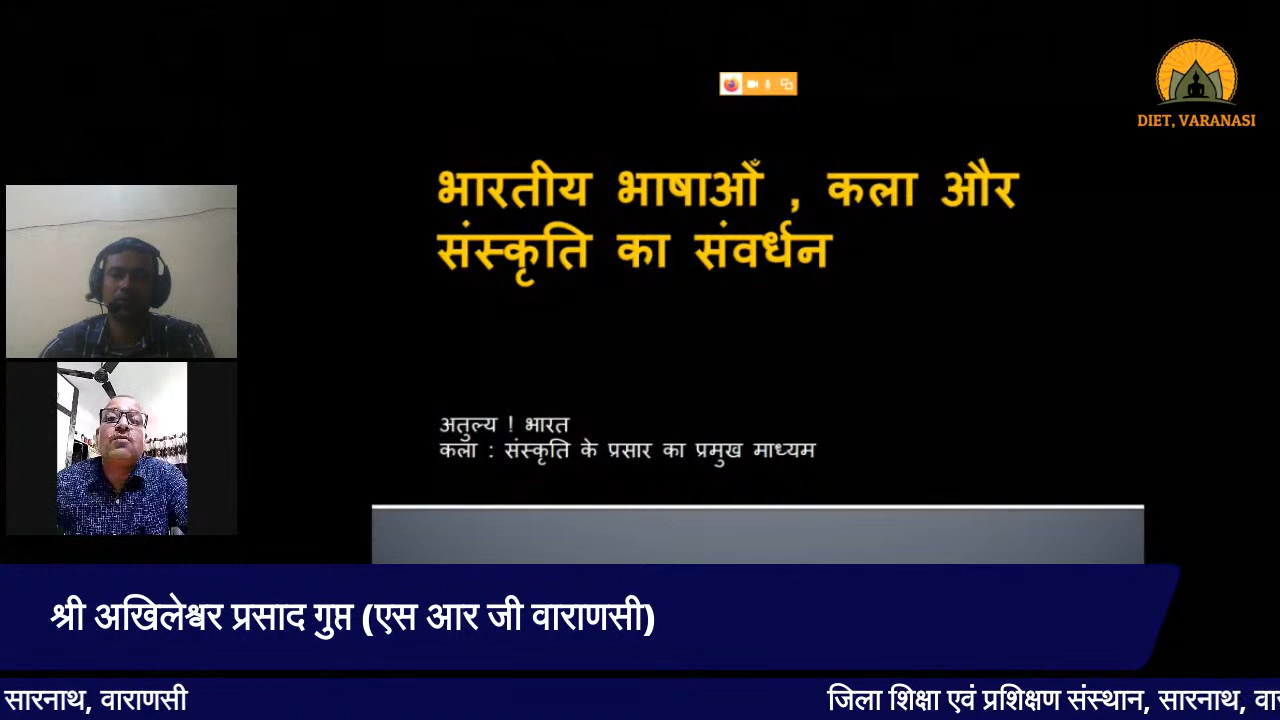 DIET, VARANASI
भारतीय भाषाओँ , कला और
संस्कृति का संवर्धन
अतुल्य ! भारत
कला : संस्कृति के प्रसार का प्रमुख माध्यम
श्री अखिलेश्वर प्रसाद गुप्त (एस आर जी वाराणसी)
सारनाथ, वाराणसी
जिला शिक्षा एवं प्रशिक्षण संस्थान, सारनाथ,